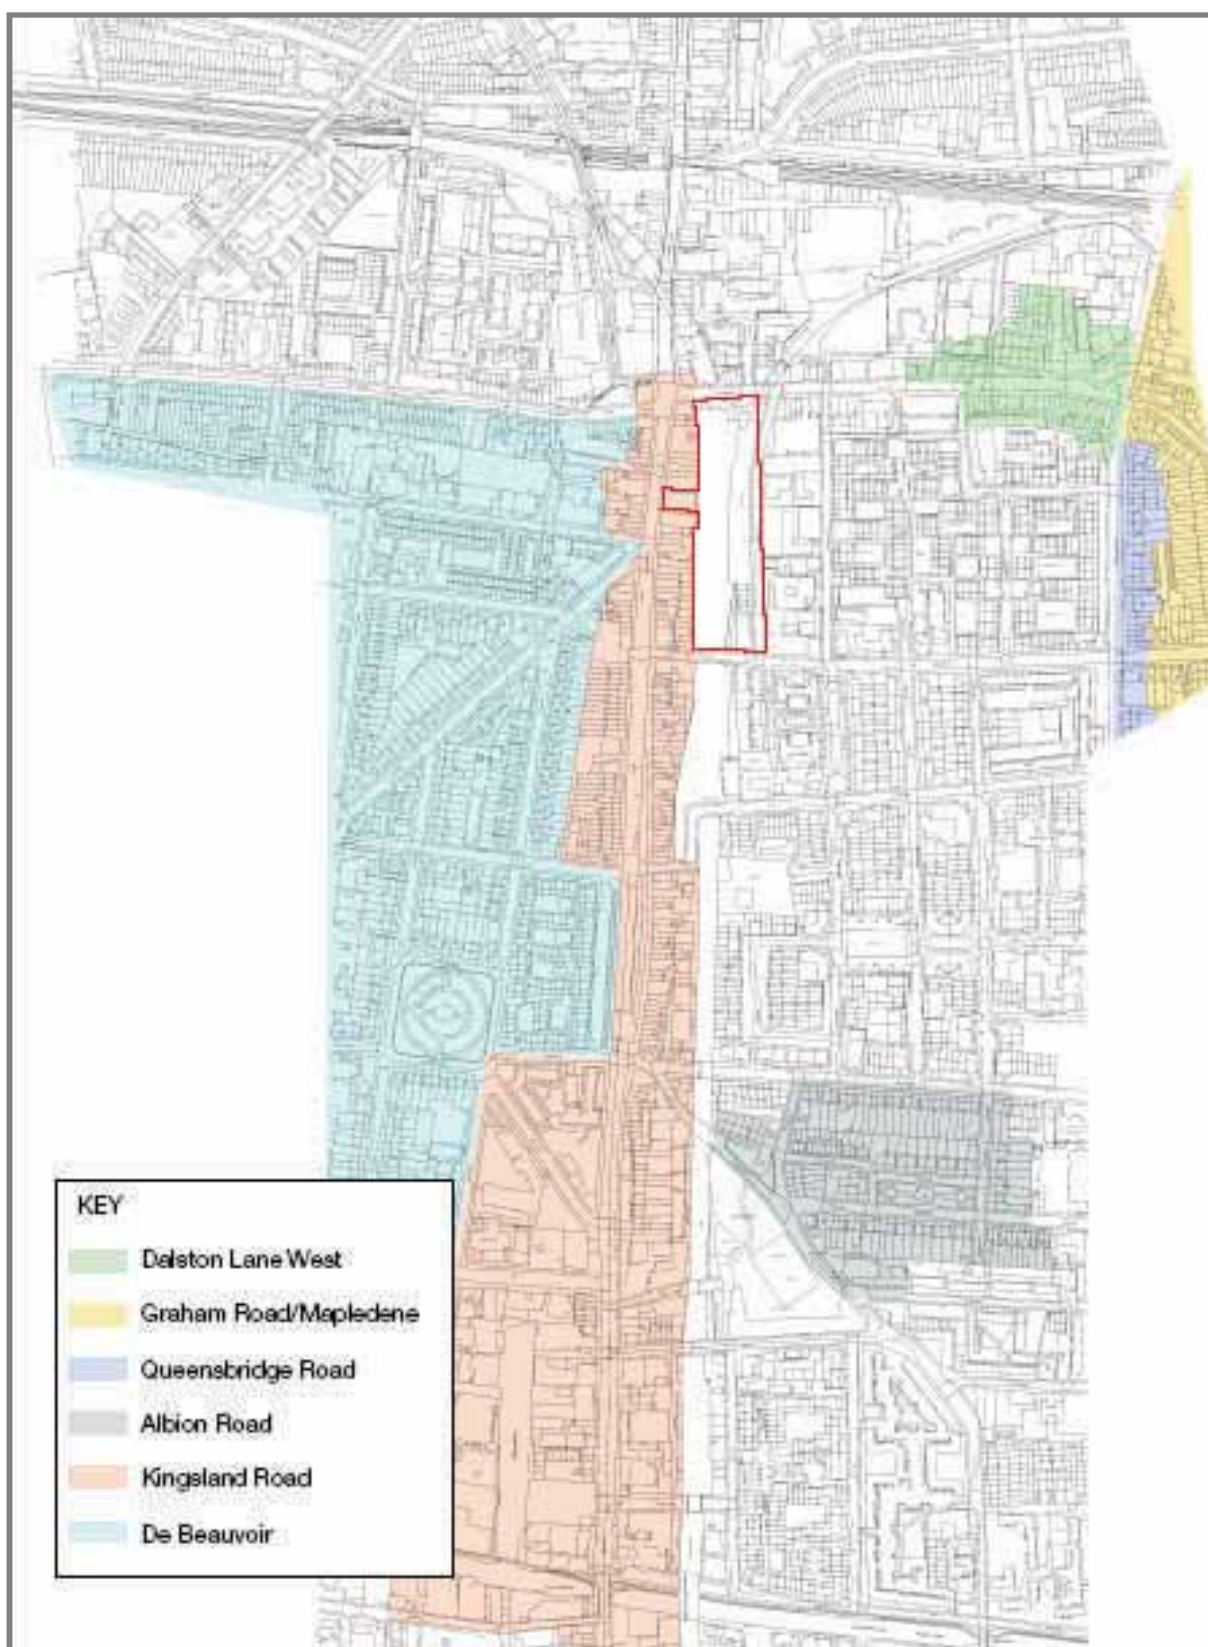 KEY
Dalston Lane West
Graham Road/Mapledene
Queensbridge Road
Albion Road
Kingsland Road
De Beauvoir